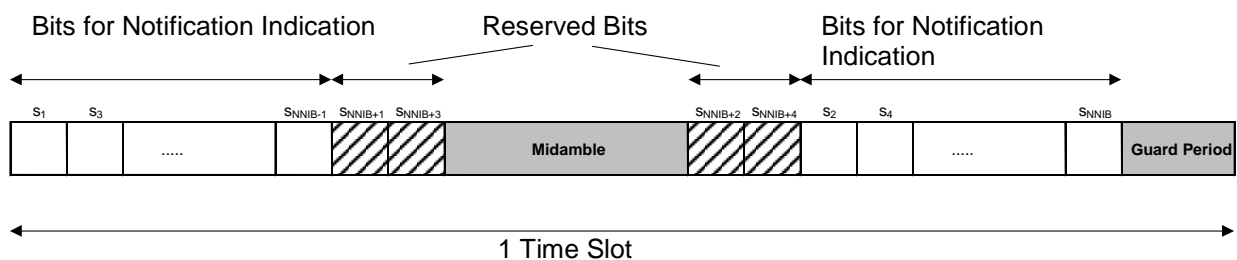 Bits for Notification Indication
Reserved Bits
Bits for Notification
Indication
s1 s3 sNNIB-1 sNNIB+1 sNNIB+3 sNNIB+2 sNNIB+4 s2 s4 sNNIB
..... Midamble ..... Guard Period
1 Time Slot